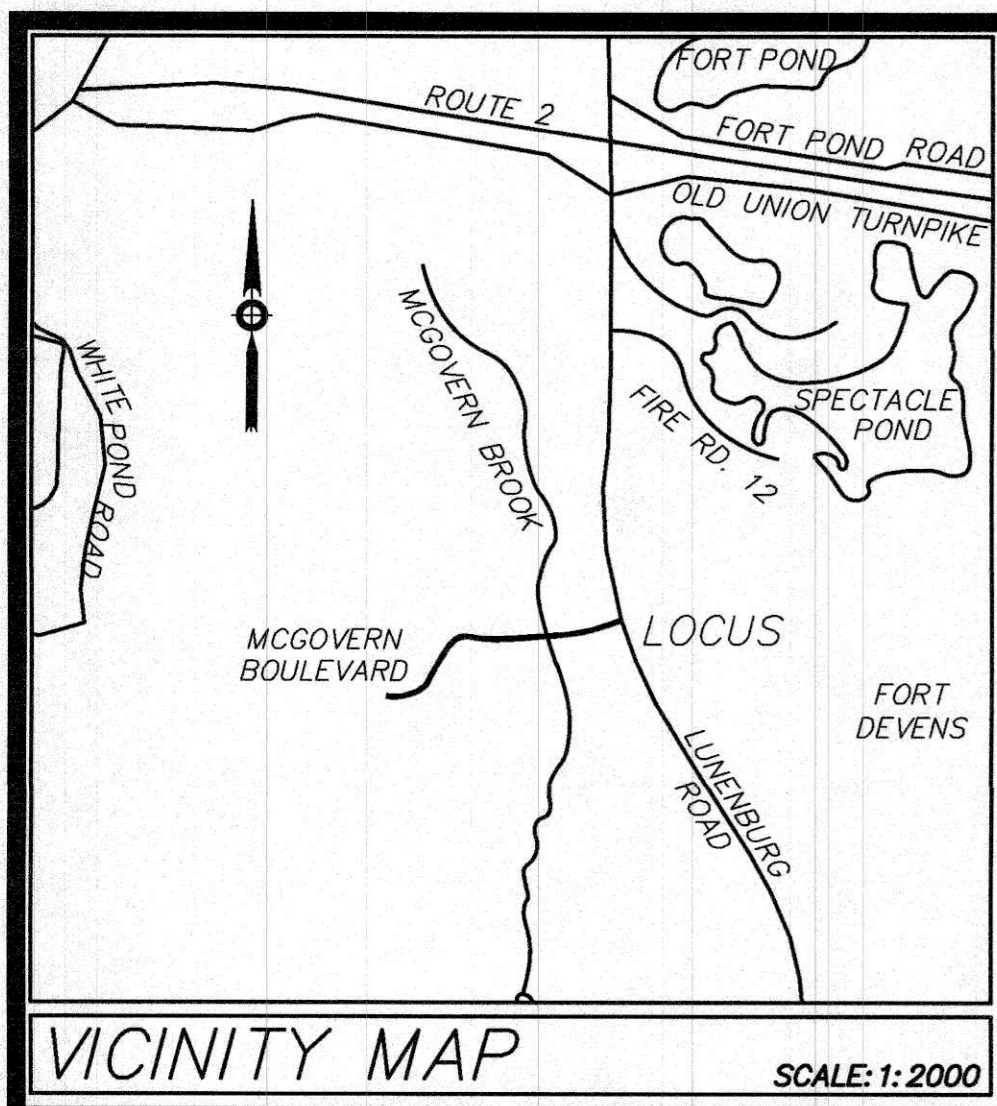 FORT POND
ROUTE 2
FORT POND ROAD
OLD UNION TURNPIKE
MCGOVERN BROOK
WHITE POND
ROAD
SPECTACLE
POND
FIRE RD. 12
MCGOVERN
BOULEVARD
LOCUS
FORT
DEVENS
LUNENBURG
ROAD
VICINITY MAP
SCALE: 1: 2000